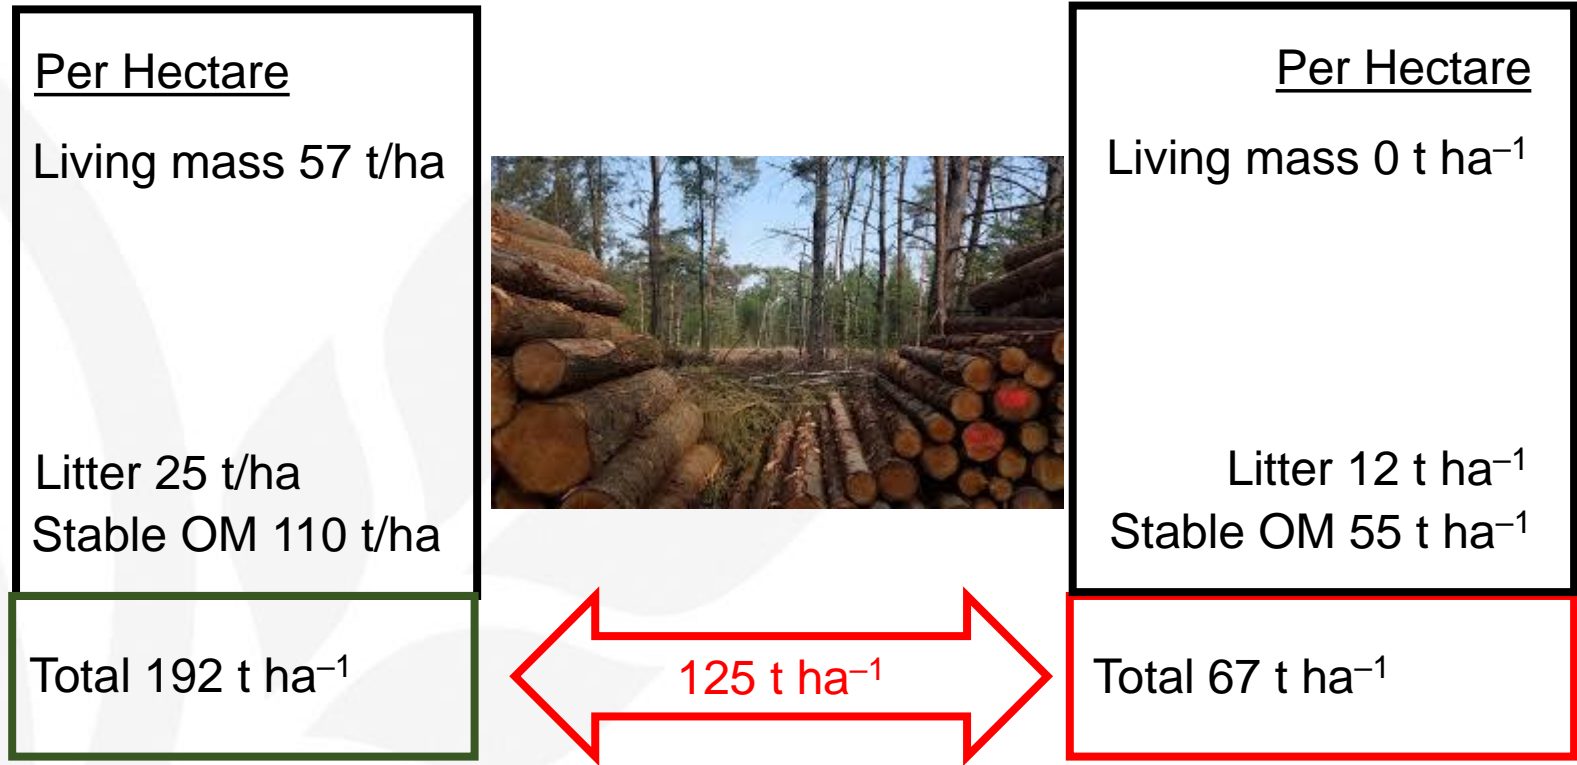 Per Hectare
Living mass 57 t/ha
Litter 25 t/ha
Stable OM 110 t/ha
Total 192 t ha⁻¹
125 t ha⁻¹
Per Hectare
Living mass 0 t ha⁻¹
Litter 12 t ha⁻¹
Stable OM 55 t ha⁻¹
Total 67 t ha⁻¹